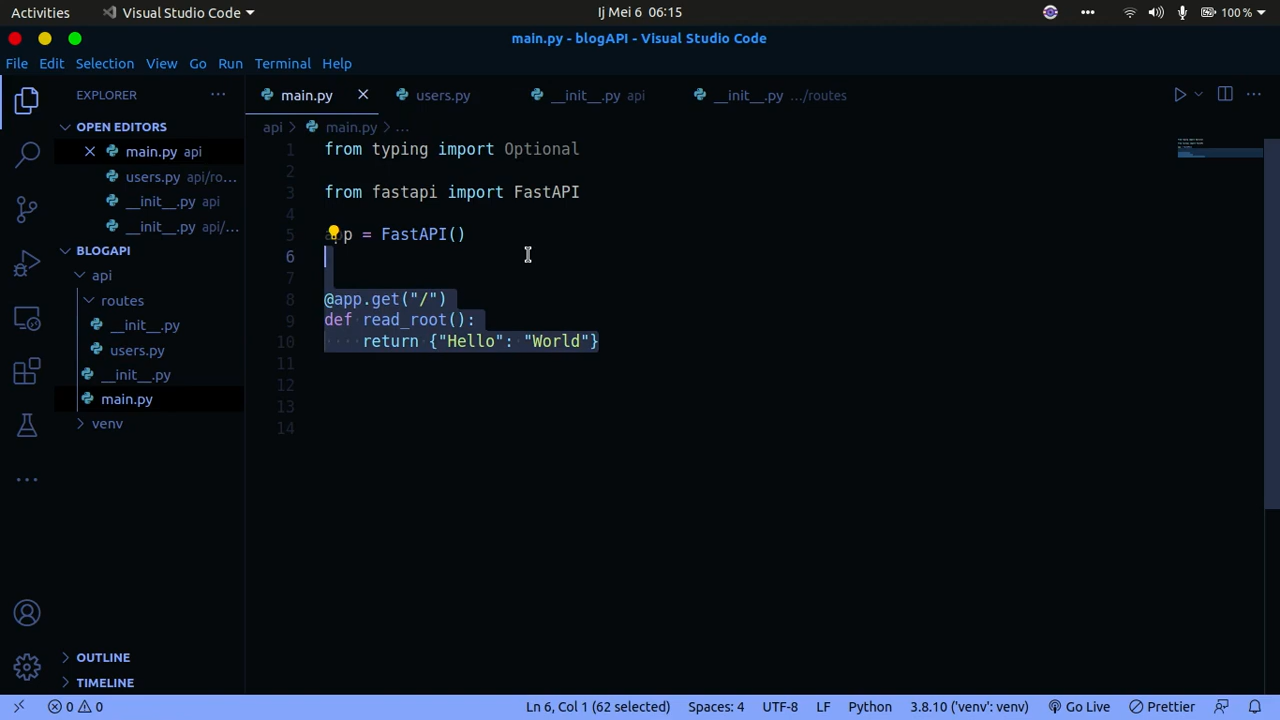 Activities Visual Studio Code Ij Mei 6 06:15 100 %
main.py - blogAPI - Visual Studio Code
File Edit Selection View Go Run Terminal Help
EXPLORER main.py users.py __init__.py api __init__.py .../routes
OPEN EDITORS
api main.py ...
main.py api
users.py api/ro...
__init__.py api
__init__.py api/...
BLOGAPI
api
routes
__init__.py
users.py
__init__.py
main.py
venv
OUTLINE
TIMELINE
1 from typing import Optional
2
3 from fastapi import FastAPI
4
5 app = FastAPI()
6
7
8 @app.get("/")
9 def read_root():
10 return {"Hello": "World"}
11
12
13
14
0 0 Ln 6, Col 1 (62 selected) Spaces: 4 UTF-8 LF Python 3.8.10 ('venv': venv) Go Live Prettier